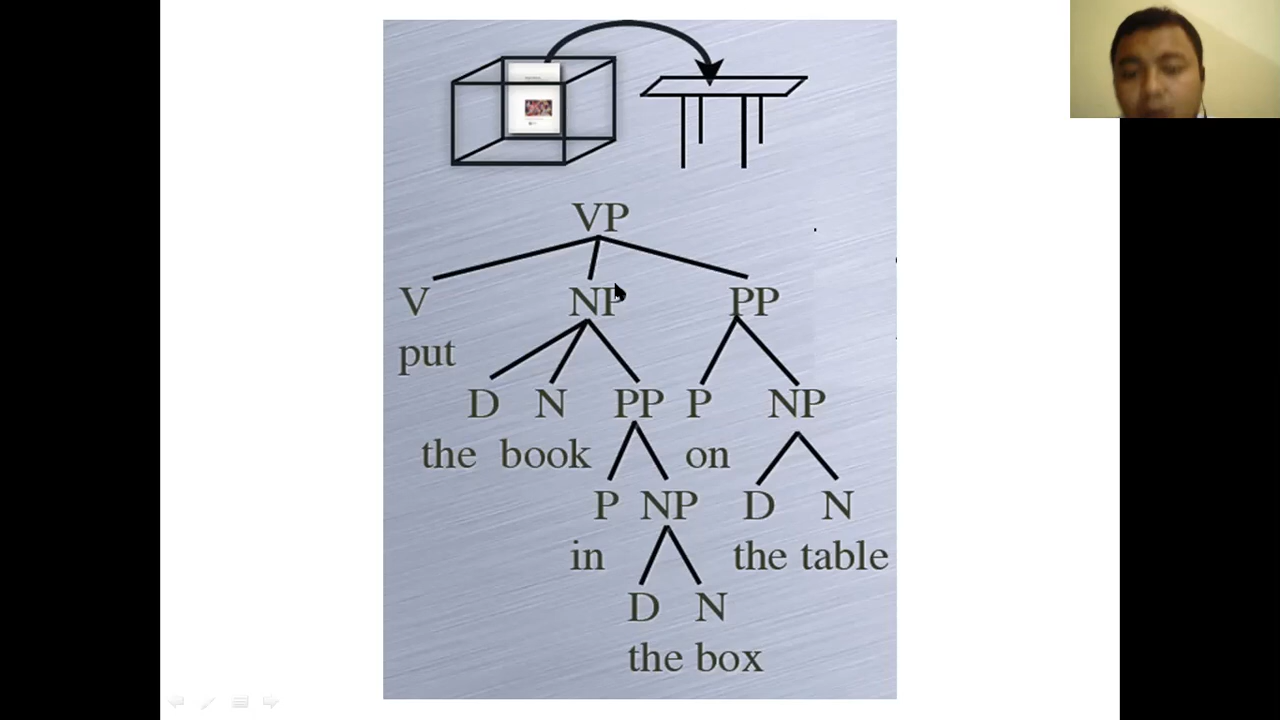 VP
V NP PP
put
D N PP P NP
the book on
P NP D N
in the table
D N
the box